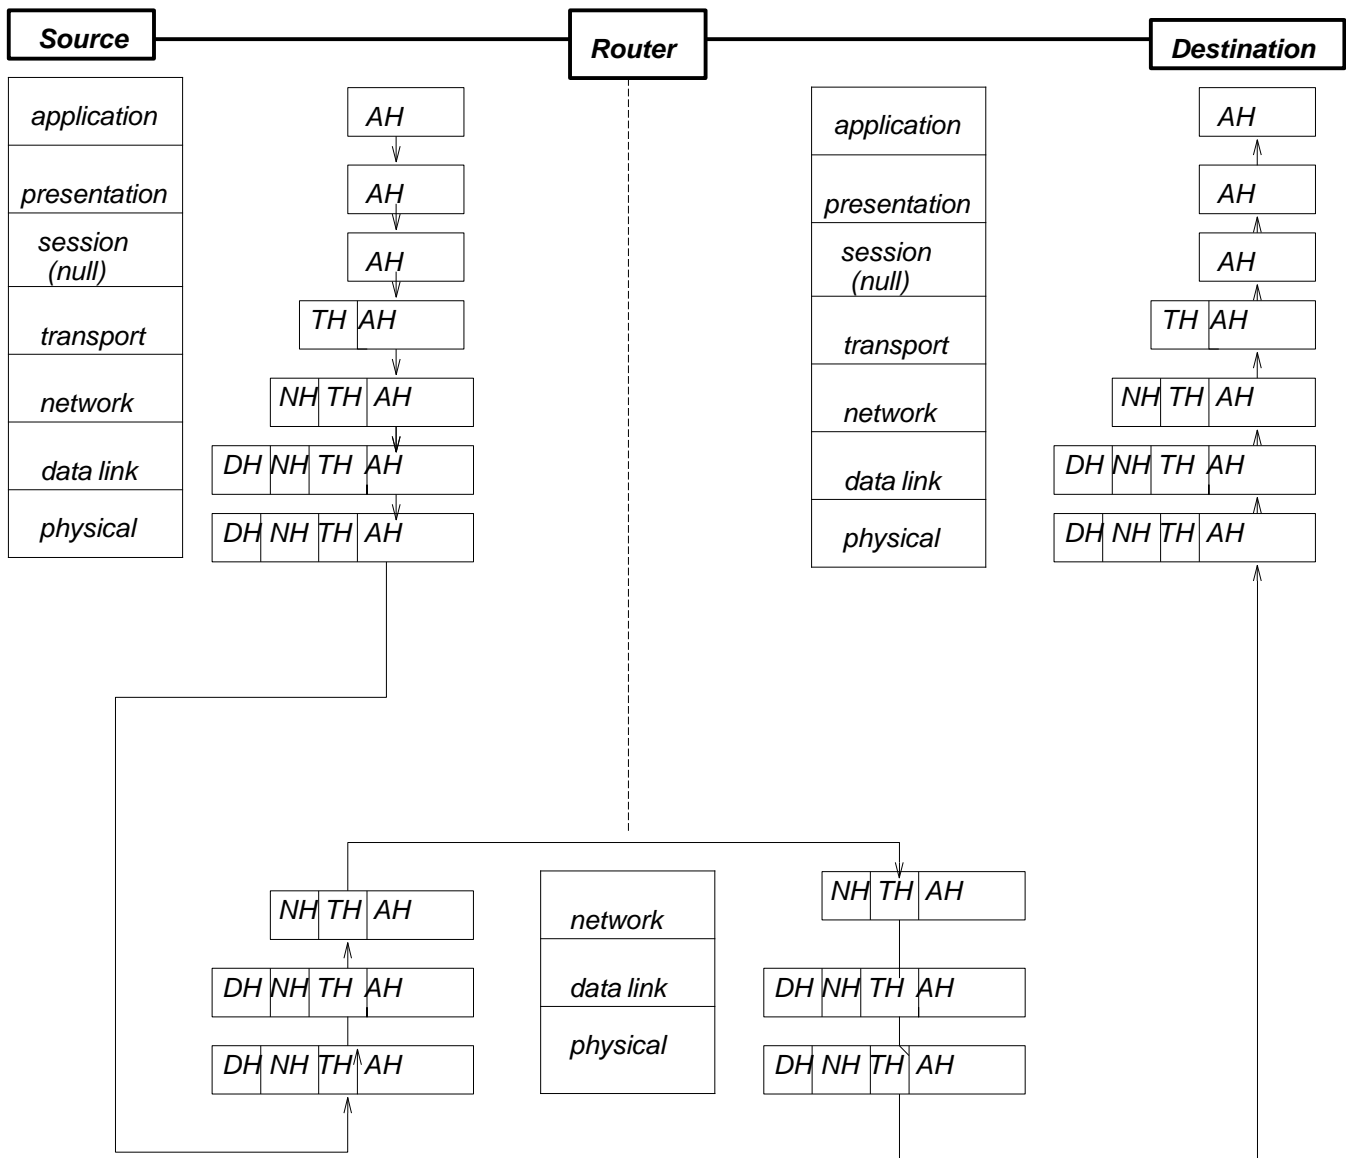 Source
Router
Destination
application
AH
application
AH
presentation
AH
presentation
AH
session
(null)
AH
session
(null)
AH
transport
TH AH
transport
TH AH
network
NH TH AH
network
NH TH AH
data link
DH NH TH AH
data link
DH NH TH AH
physical
DH NH TH AH
physical
DH NH TH AH
NH TH AH
network
NH TH AH
DH NH TH AH
data link
DH NH TH AH
DH NH TH AH
physical
DH NH TH AH